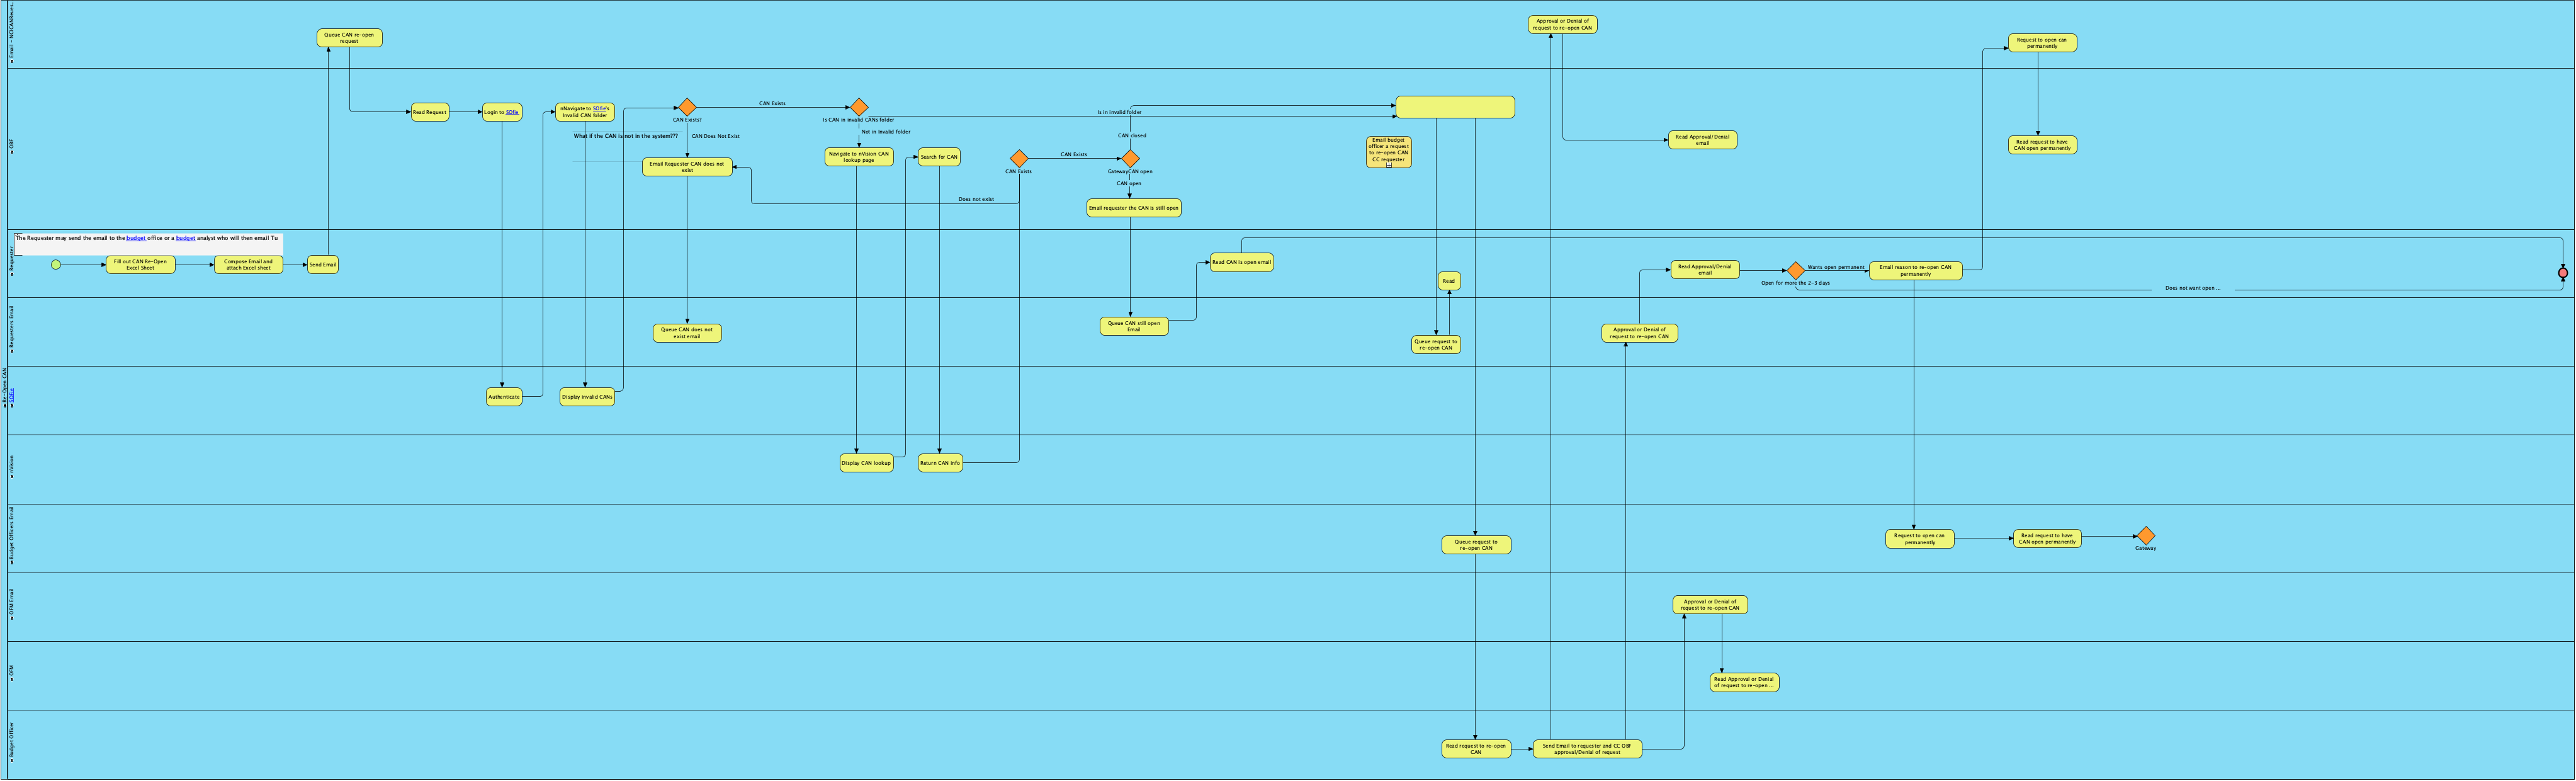 Re-Open CAN
Email - NCICANReues...
Queue CAN re-open
request
Approval or Denial of
request to re-open CAN
Request to open can
permanently
OBF
Read Request
Login to SOFie
nNavigate to SOFie's
Invalid CAN folder
CAN Exists?
CAN Exists
Is CAN in invalid CANs folder
Is in invalid folder
What if the CAN is not in the system???
CAN Does Not Exist
Not in Invalid folder
CAN closed
Email Requester CAN does not
exist
Navigate to nVision CAN
lookup page
Search for CAN
CAN Exists
CAN Exists
GatewayCAN open
CAN open
Email budget
officer a request
to re-open CAN
CC requester
Read Approval/Denial
email
Read request to have
CAN open permanently
Does not exist
Email requester the CAN is still open
Requester
The Requester may send the email to the budget office or a budget analyst who will then email Tu
Fill out CAN Re-Open
Excel Sheet
Compose Email and
attach Excel sheet
Send Email
Read CAN is open email
Read
Read Approval/Denial
email
Open for more the 2-3 days
Wants open permanent
Email reason to re-open CAN
permanently
Does not want open ...
Requesters Email
Queue CAN does not
exist email
Queue CAN still open
Email
Queue request to
re-open CAN
Approval or Denial of
request to re-open CAN
SOFie
Authenticate
Display invalid CANs
nVision
Display CAN lookup
Return CAN info
Budget Officers Email
Queue request to
re-open CAN
Request to open can
permanently
Read request to have
CAN open permanently
Gateway
OFM Email
Approval or Denial of
request to re-open CAN
OFM
Read Approval or Denial
of request to re-open ...
Budget Officer
Read request to re-open
CAN
Send Email to requester and CC OBF
approval/Denial of request